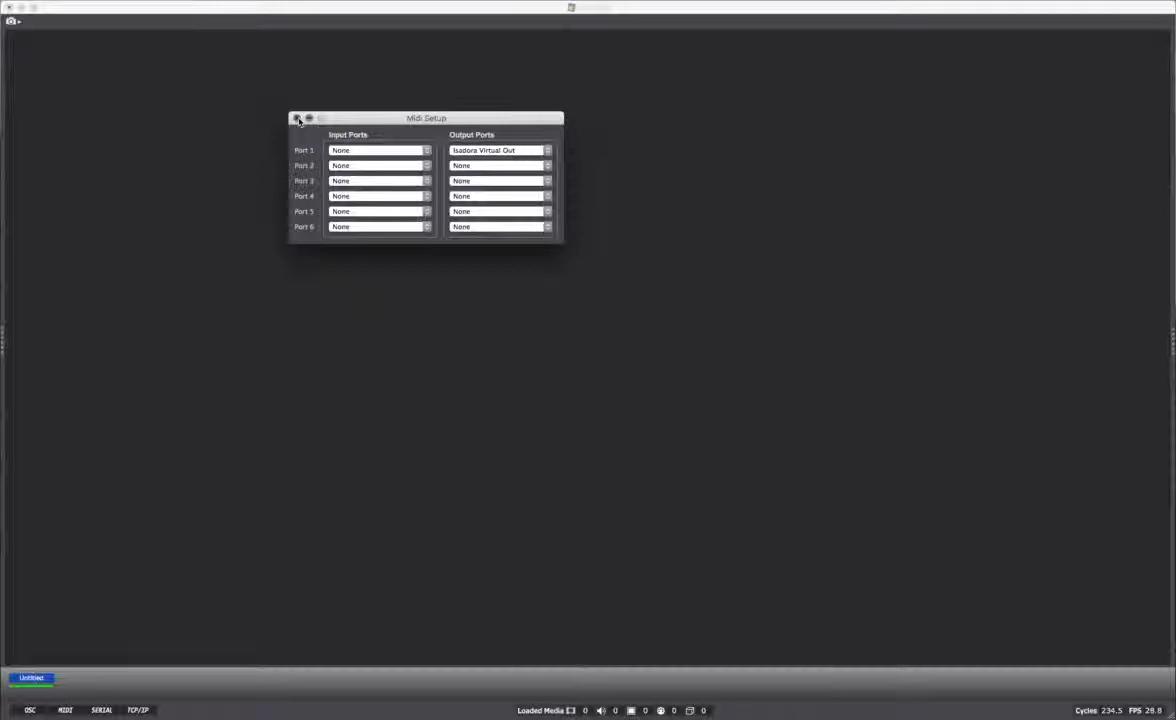 Midi Setup
Input Ports Output Ports
Port 1 None Isadora Virtual Out
Port 2 None None
Port 3 None None
Port 4 None None
Port 5 None None
Port 6 None None
Untitled
OSC MIDI SERIAL TCP/IP Loaded Media 0 0 0 0 0 Cycles 234.5 FPS 28.8